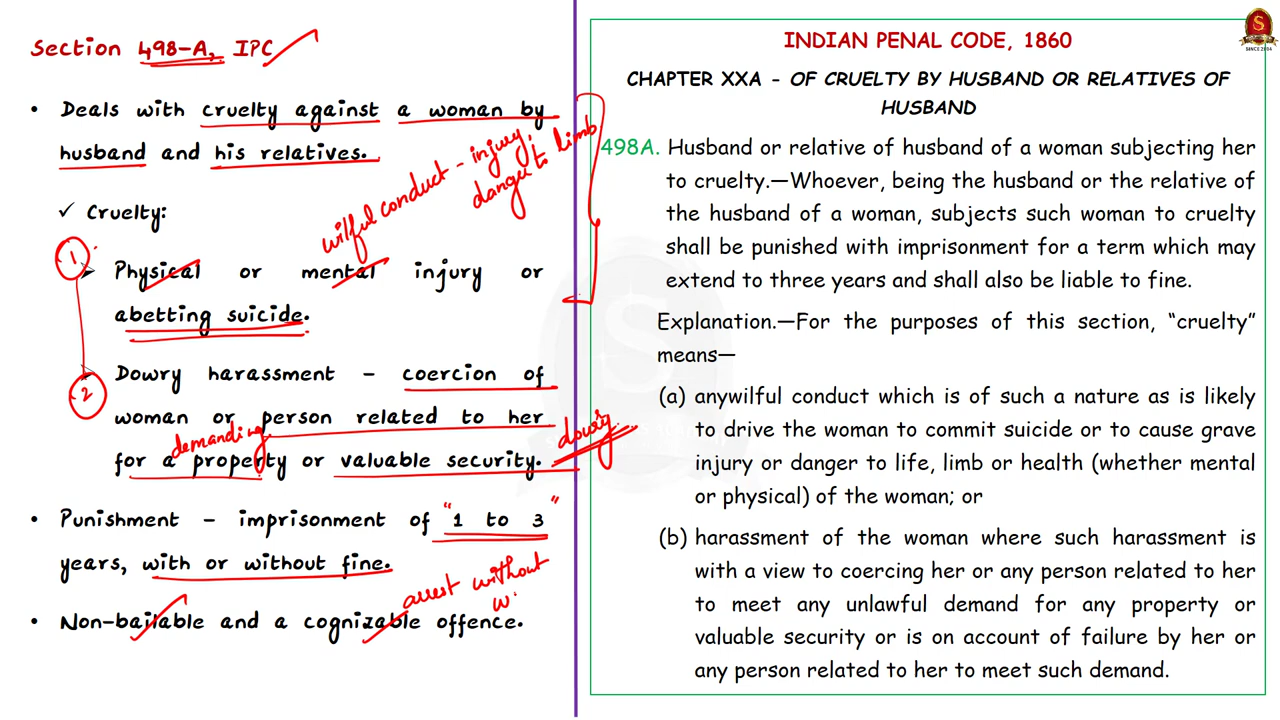 Section 498-A, IPC
• Deals with cruelty against a woman by
husband and his relatives.
wilful conduct - injury,
danger to limb
✓ Cruelty:
1
➤ Physical or mental injury or
abetting suicide.
2
➤ Dowry harassment - coercion of
woman or person related to her
demanding
for a property or valuable security.
dowry
• Punishment - imprisonment of "1 to 3"
years, with or without fine.
arrest without
w
• Non-bailable and a cognizable offence.
INDIAN PENAL CODE, 1860
CHAPTER XXA - OF CRUELTY BY HUSBAND OR RELATIVES OF
HUSBAND
498A. Husband or relative of husband of a woman subjecting her
to cruelty.—Whoever, being the husband or the relative of
the husband of a woman, subjects such woman to cruelty
shall be punished with imprisonment for a term which may
extend to three years and shall also be liable to fine.
Explanation.—For the purposes of this section, “cruelty”
means—
(a) anywilful conduct which is of such a nature as is likely
to drive the woman to commit suicide or to cause grave
injury or danger to life, limb or health (whether mental
or physical) of the woman; or
(b) harassment of the woman where such harassment is
with a view to coercing her or any person related to her
to meet any unlawful demand for any property or
valuable security or is on account of failure by her or
any person related to her to meet such demand.
S
SINCE 2004